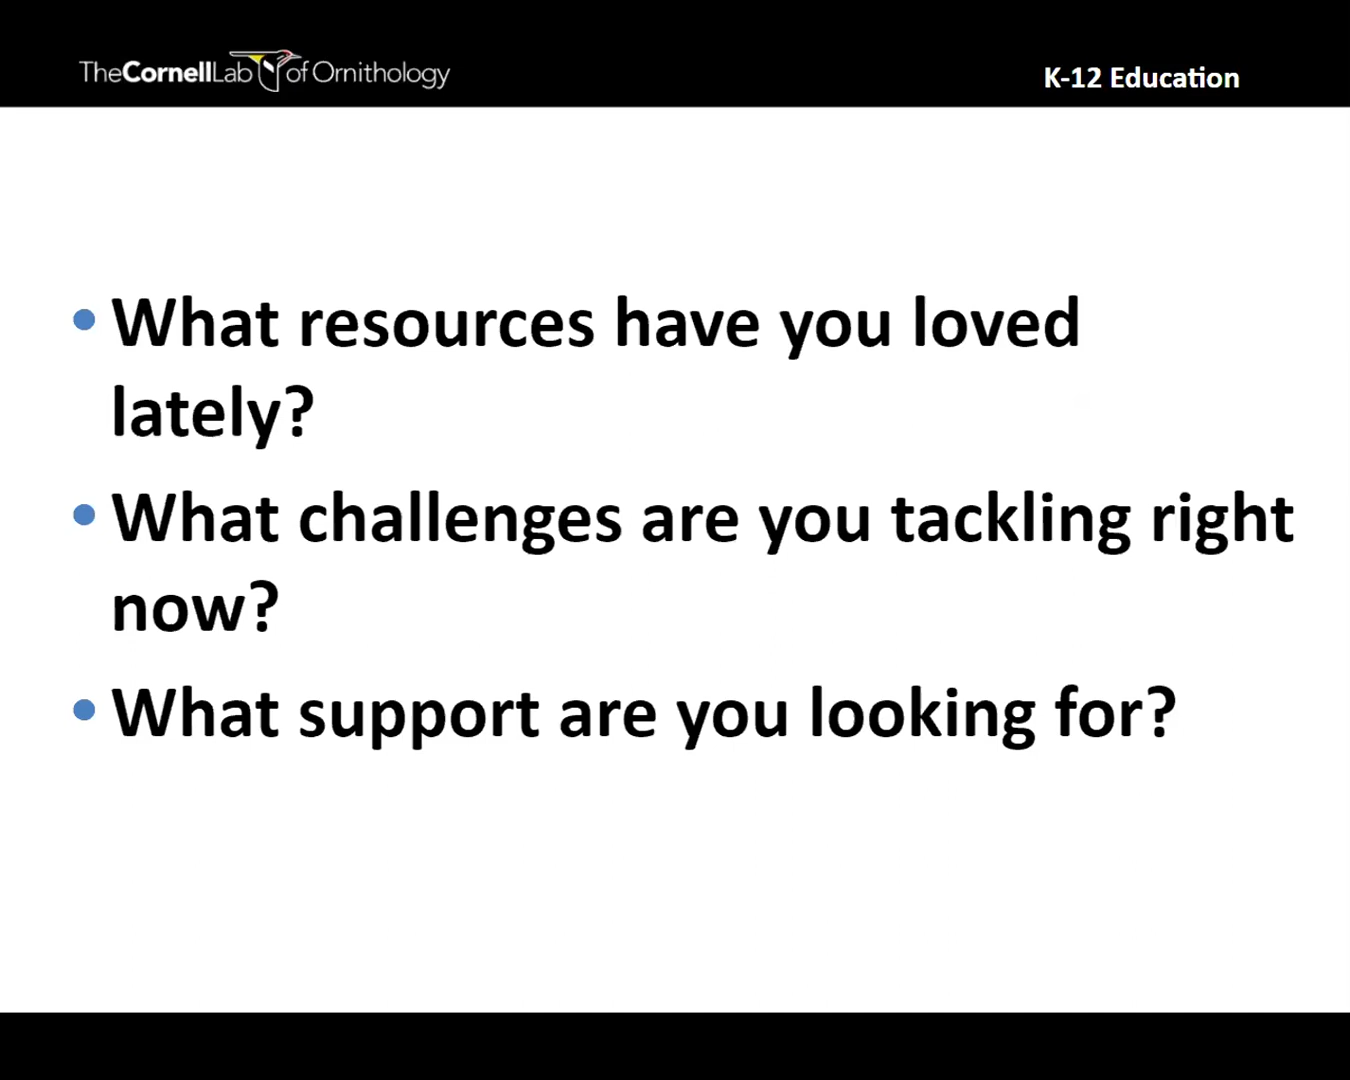 TheCornellLab of Ornithology
K-12 Education
• What resources have you loved
lately?
• What challenges are you tackling right
now?
• What support are you looking for?